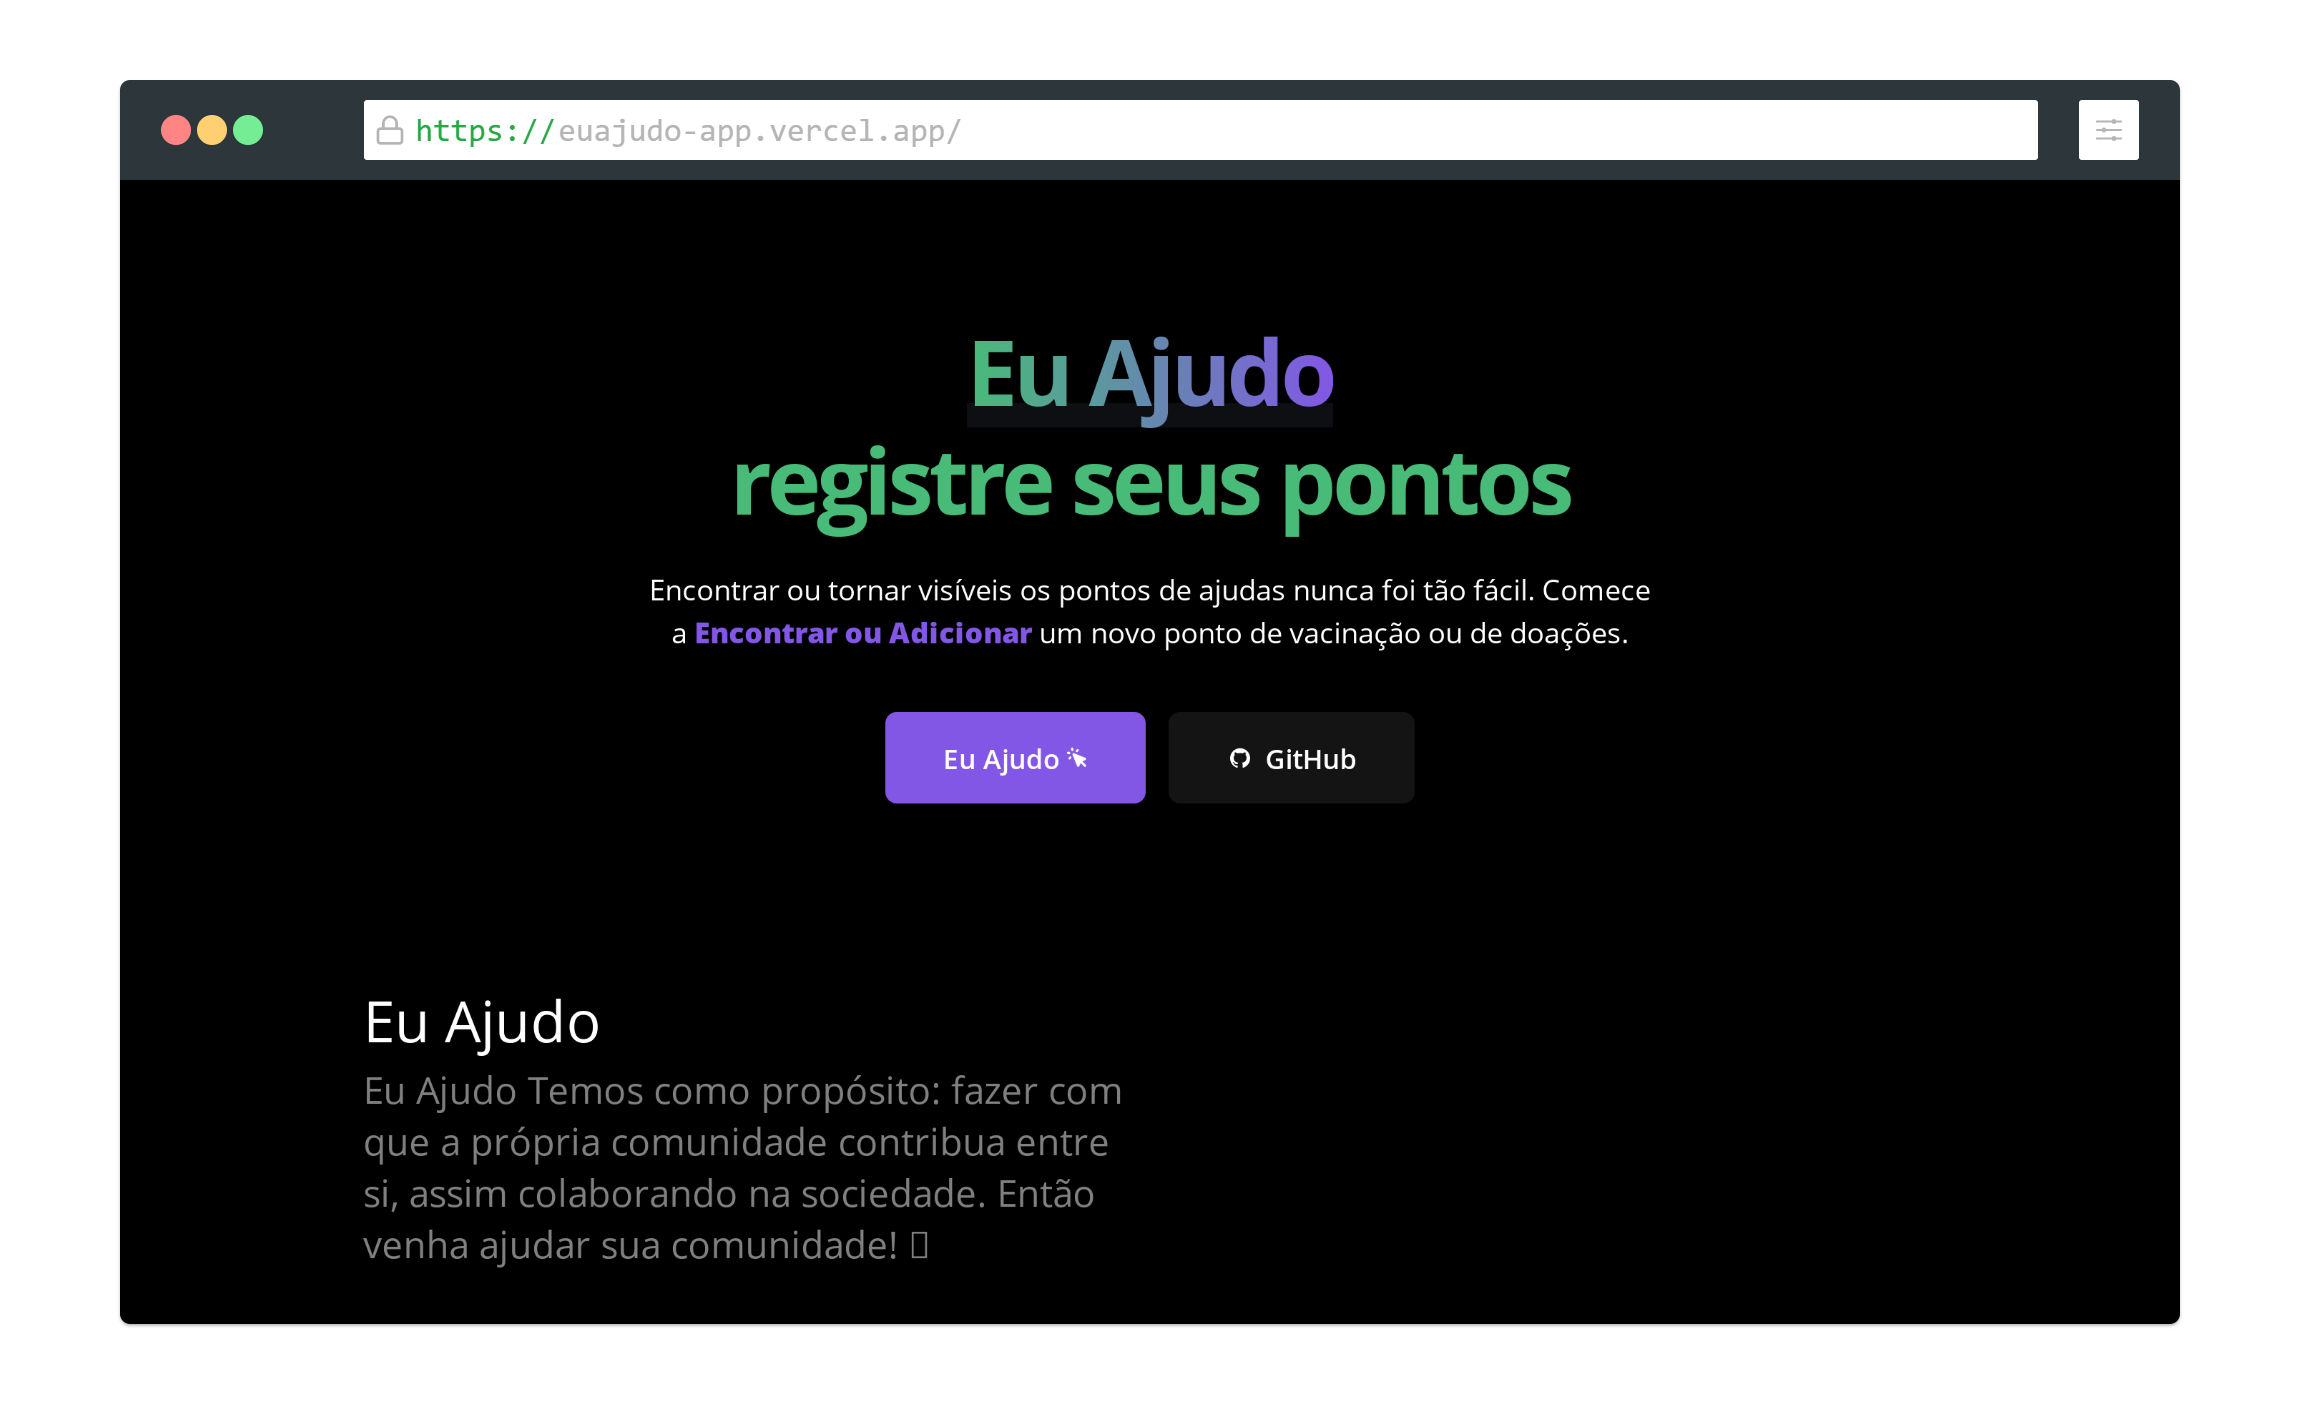 https://euajudo-app.vercel.app/
Eu Ajudo
registre seus pontos
Encontrar ou tornar visíveis os pontos de ajudas nunca foi tão fácil. Comece
a Encontrar ou Adicionar um novo ponto de vacinação ou de doações.
Eu Ajudo
GitHub
Eu Ajudo
Eu Ajudo Temos como propósito: fazer com
que a própria comunidade contribua entre
si, assim colaborando na sociedade. Então
venha ajudar sua comunidade!